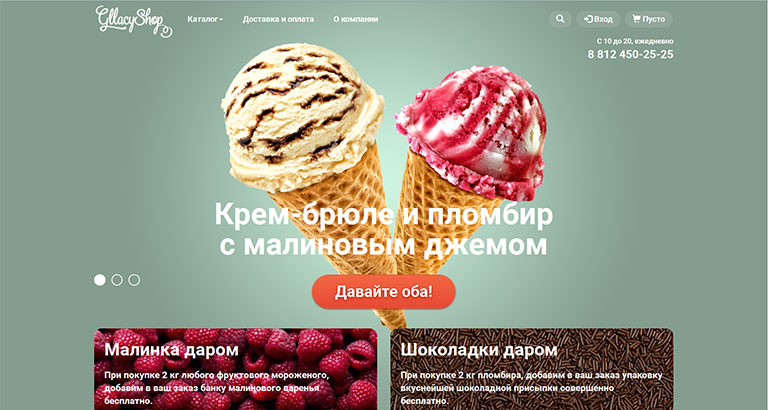 GllacyShop
Каталог
Доставка и оплата
О компании
Вход
Пусто
С 10 до 20, ежедневно
8 812 450-25-25
Крем-брюле и пломбир
с малиновым джемом
Давайте оба!
Малинка даром
При покупке 2 кг любого фруктового мороженого,
добавим в ваш заказ банку малинового варенья
бесплатно.
Шоколадки даром
При покупке 2 кг пломбира, добавим в ваш заказ упаковку
вкуснейшей шоколадной присыпки совершенно
бесплатно.